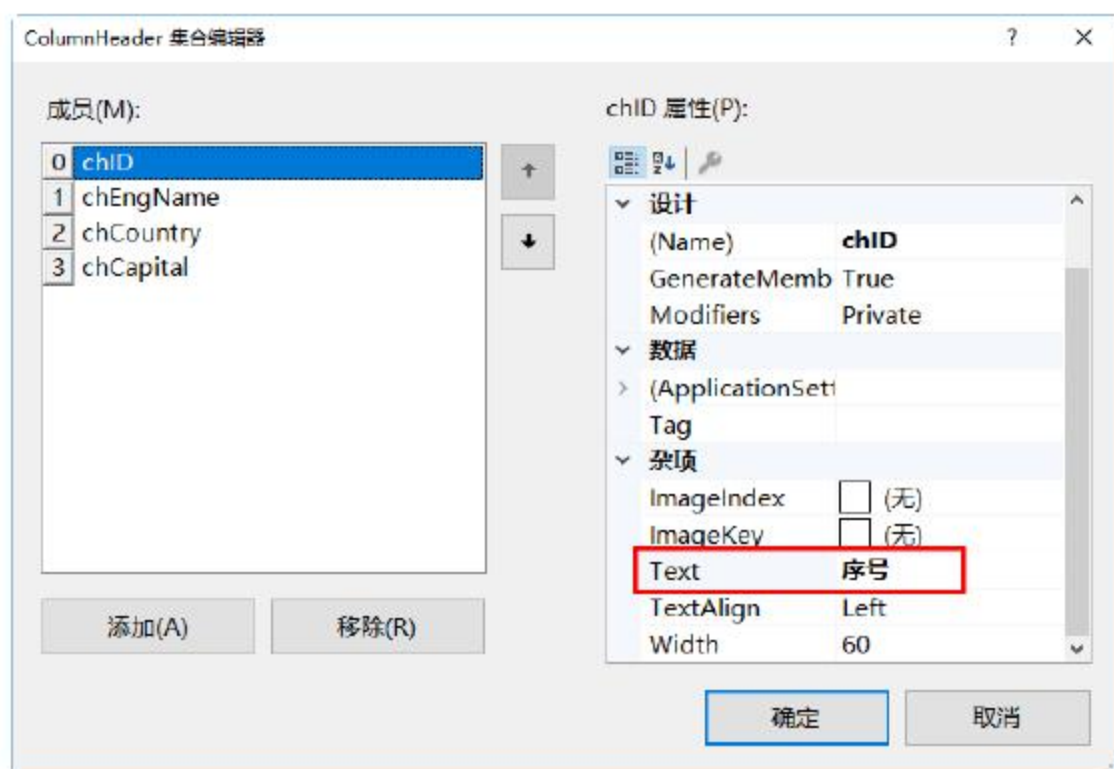 ColumnHeader 集合编辑器
?
成员(M):
0 chID
1 chEngName
2 chCountry
3 chCapital
添加(A)
移除(R)
chID 属性(P):
设计
(Name) chID
GenerateMemb True
Modifiers Private
数据
(ApplicationSett
Tag
杂项
ImageIndex (无)
ImageKey (无)
Text 序号
TextAlign Left
Width 60
确定
取消